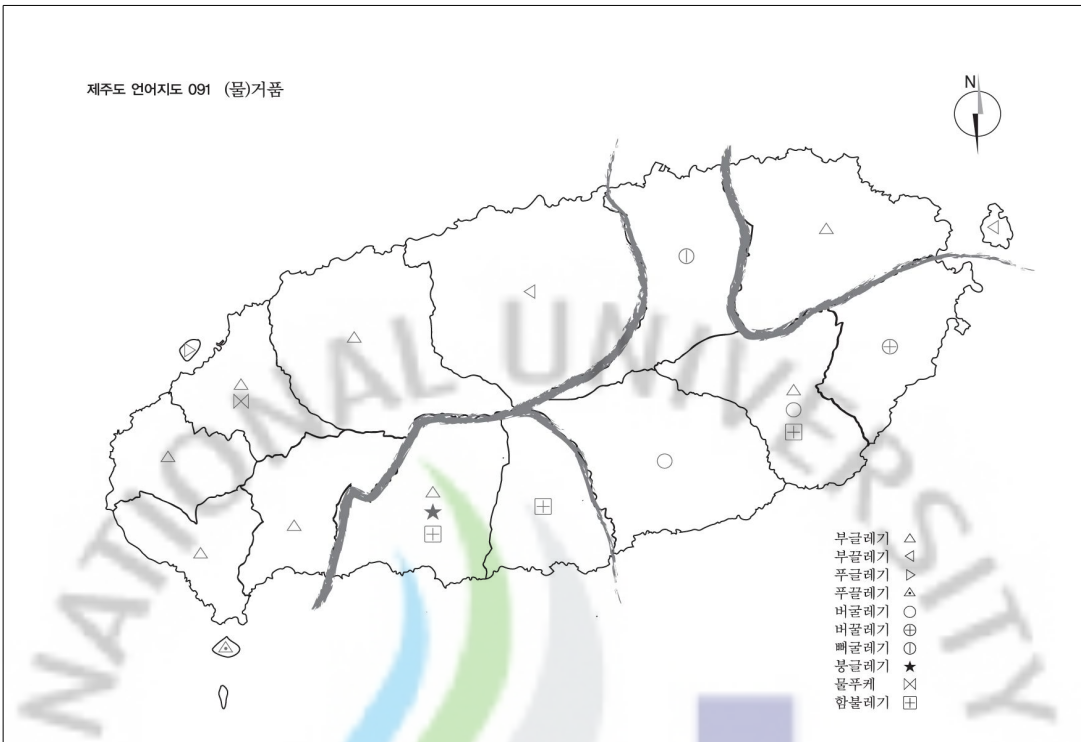 제주도 언어지도 091 (물)거품
N
NATIONAL UNIVERSITY
부글레기
부끌레기
푸글레기
푸끌레기
버굴레기
버꿀레기
뻐굴레기
붕글레기
물푸케
함불레기